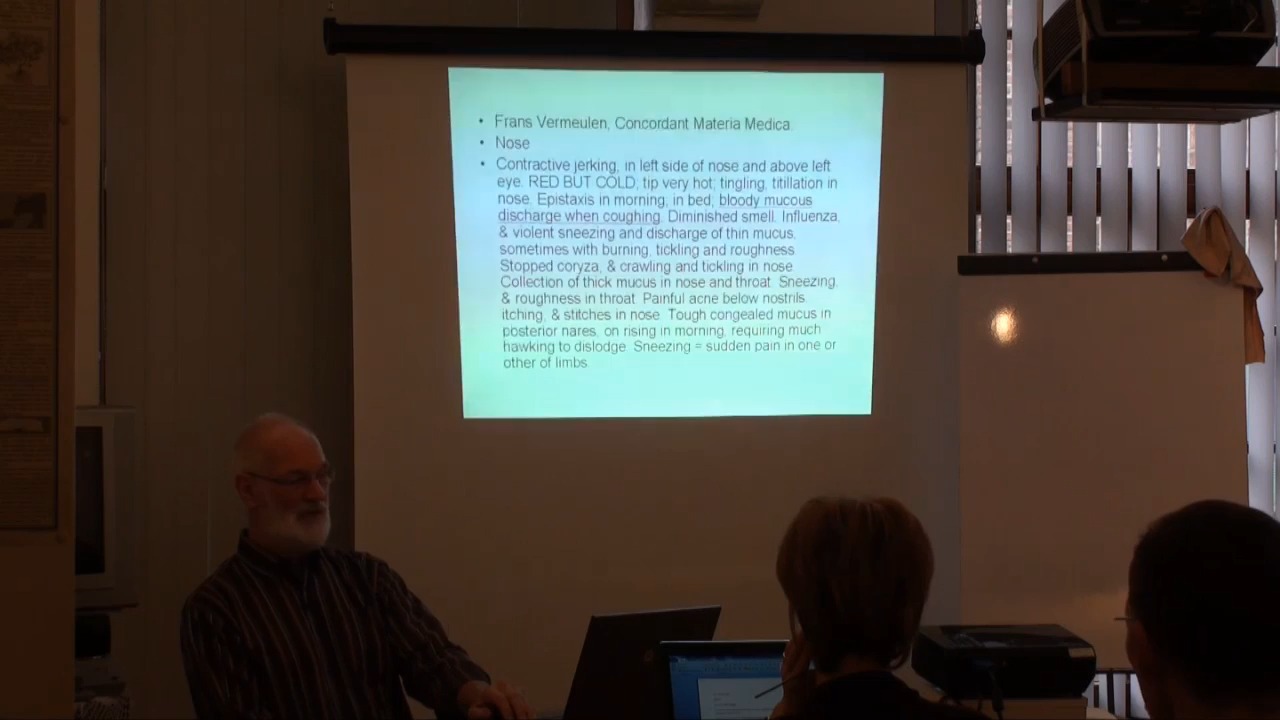 • Frans Vermeulen, Concordant Materia Medica.
• Nose
• Contractive jerking, in left side of nose and above left
eye. RED BUT COLD; tip very hot; tingling, titillation in
nose. Epistaxis in morning; in bed; bloody mucous
discharge when coughing. Diminished smell. Influenza,
& violent sneezing and discharge of thin mucus,
sometimes with burning, tickling and roughness.
Stopped coryza, & crawling and tickling in nose.
Collection of thick mucus in nose and throat. Sneezing,
& roughness in throat. Painful acne below nostrils,
itching, & stitches in nose. Tough congealed mucus in
posterior nares, on rising in morning, requiring much
hawking to dislodge. Sneezing = sudden pain in one or
other of limbs.